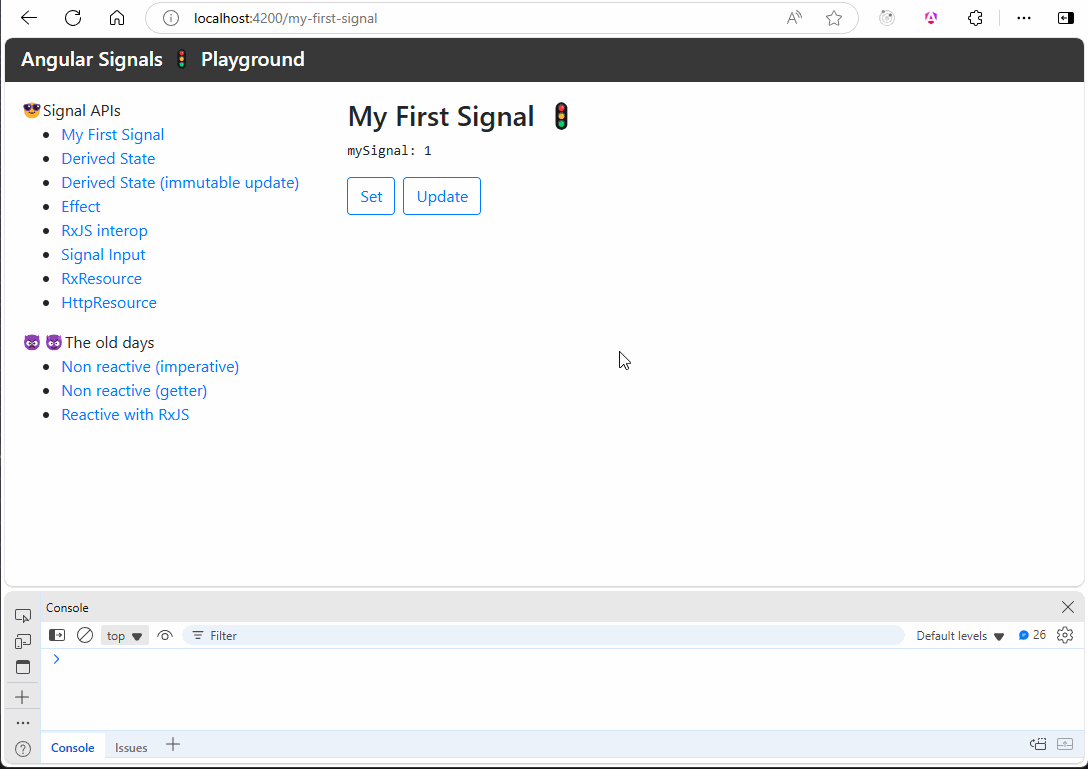 localhost:4200/my-first-signal
Angular Signals 🚦 Playground
😎Signal APIs
My First Signal
Derived State
Derived State (immutable update)
Effect
RxJS interop
Signal Input
RxResource
HttpResource
😈 😈 The old days
Non reactive (imperative)
Non reactive (getter)
Reactive with RxJS
My First Signal 🚦
mySignal: 1
Set Update
Console
top Filter Default levels 26
Console Issues